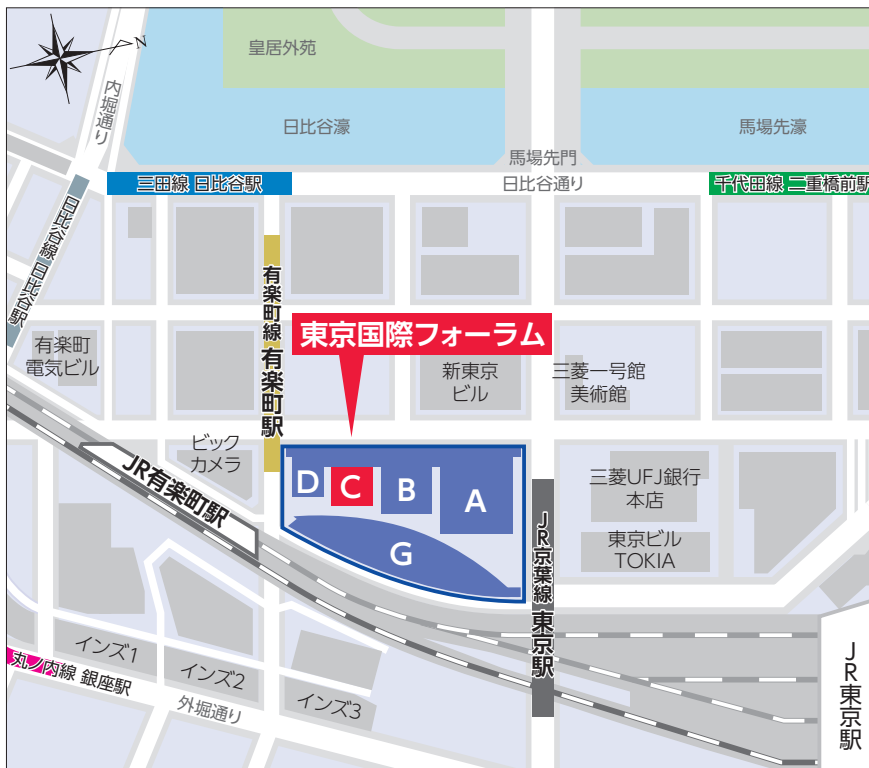 N
皇居外苑
内堀通り
日比谷濠
馬場先濠
馬場先門
三田線 日比谷駅
日比谷通り
千代田線 二重橋前駅
日比谷線 日比谷駅
有楽町線 有楽町駅
東京国際フォーラム
有楽町
電気ビル
新東京
ビル
三菱一号館
美術館
ビック
カメラ
JR有楽町駅
D
C
B
A
G
三菱UFJ銀行
本店
東京ビル
TOKIA
JR京葉線 東京駅
インズ1
インズ2
インズ3
丸ノ内線 銀座駅
外堀通り
JR東京駅